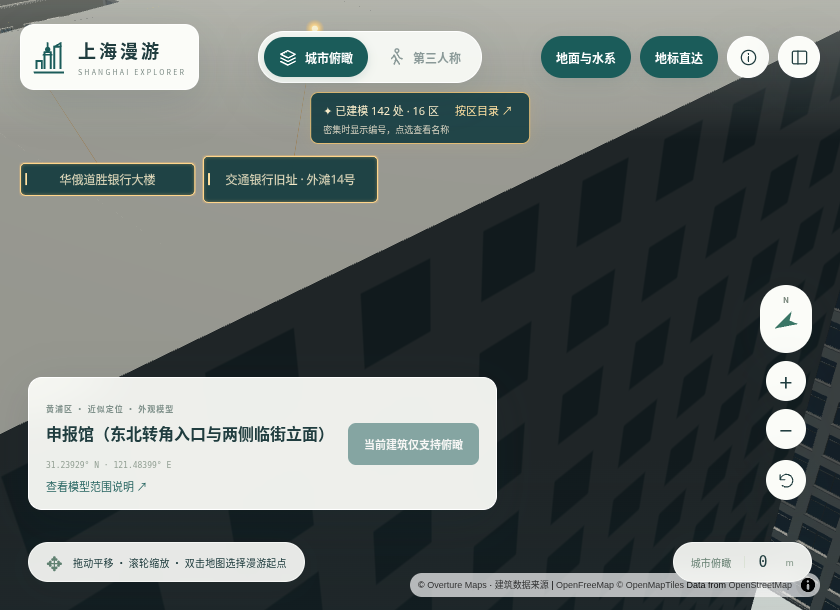 上海漫游
SHANGHAI EXPLORER
城市俯瞰
第三人称
地面与水系
地标直达
✦ 已建模 142 处 · 16 区 按区目录 ↗
密集时显示编号，点选查看名称
华俄道胜银行大楼
交通银行旧址 · 外滩14号
N
黄浦区 · 近似定位 · 外观模型
申报馆（东北转角入口与两侧临街立面）
当前建筑仅支持俯瞰
31.23929° N · 121.48399° E
查看模型范围说明 ↗
拖动平移 · 滚轮缩放 · 双击地图选择漫游起点
城市俯瞰 0 m
© Overture Maps · 建筑数据来源 | OpenFreeMap © OpenMapTiles Data from OpenStreetMap